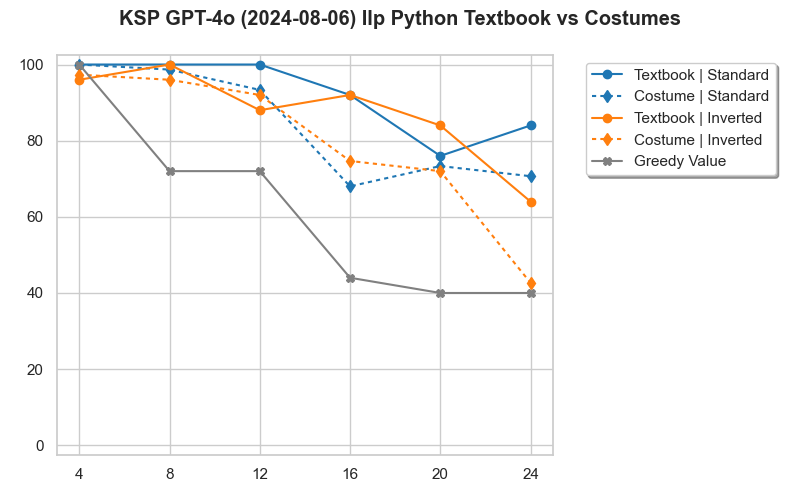 KSP GPT-4o (2024-08-06) Ilp Python Textbook vs Costumes
100
80
60
40
20
0
4 8 12 16 20 24
Textbook | Standard
Costume | Standard
Textbook | Inverted
Costume | Inverted
Greedy Value